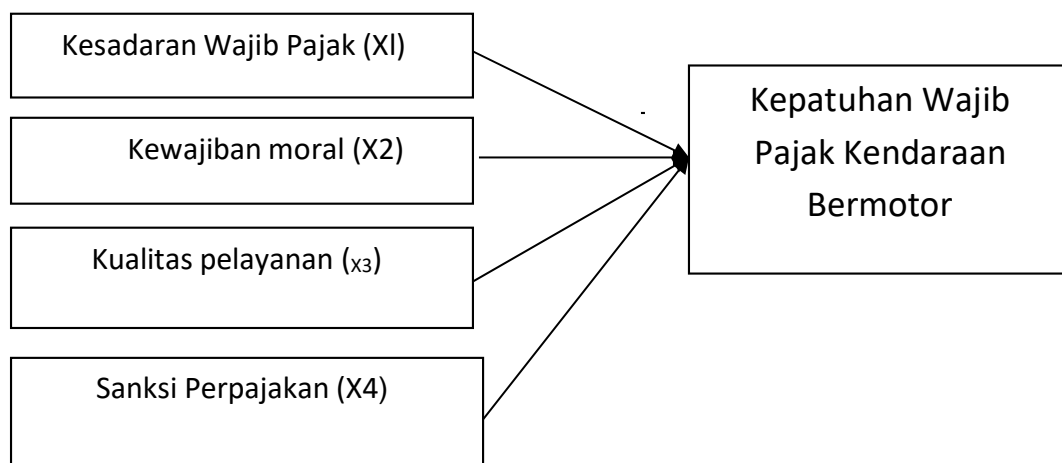 Kesadaran Wajib Pajak (Xl)
Kewajiban moral (X2)
Kualitas pelayanan (x3)
Sanksi Perpajakan (X4)
Kepatuhan Wajib
Pajak Kendaraan
Bermotor